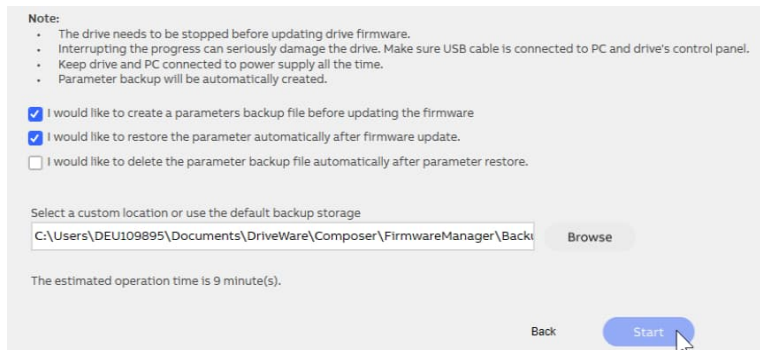 Note:
• The drive needs to be stopped before updating drive firmware.
• Interrupting the progress can seriously damage the drive. Make sure USB cable is connected to PC and drive's control panel.
• Keep drive and PC connected to power supply all the time.
• Parameter backup will be automatically created.
I would like to create a parameters backup file before updating the firmware
I would like to restore the parameter automatically after firmware update.
I would like to delete the parameter backup file automatically after parameter restore.
Select a custom location or use the default backup storage
C:\Users\DEU109895\Documents\DriveWare\Composer\FirmwareManager\Backu
Browse
The estimated operation time is 9 minute(s).
Back
Start